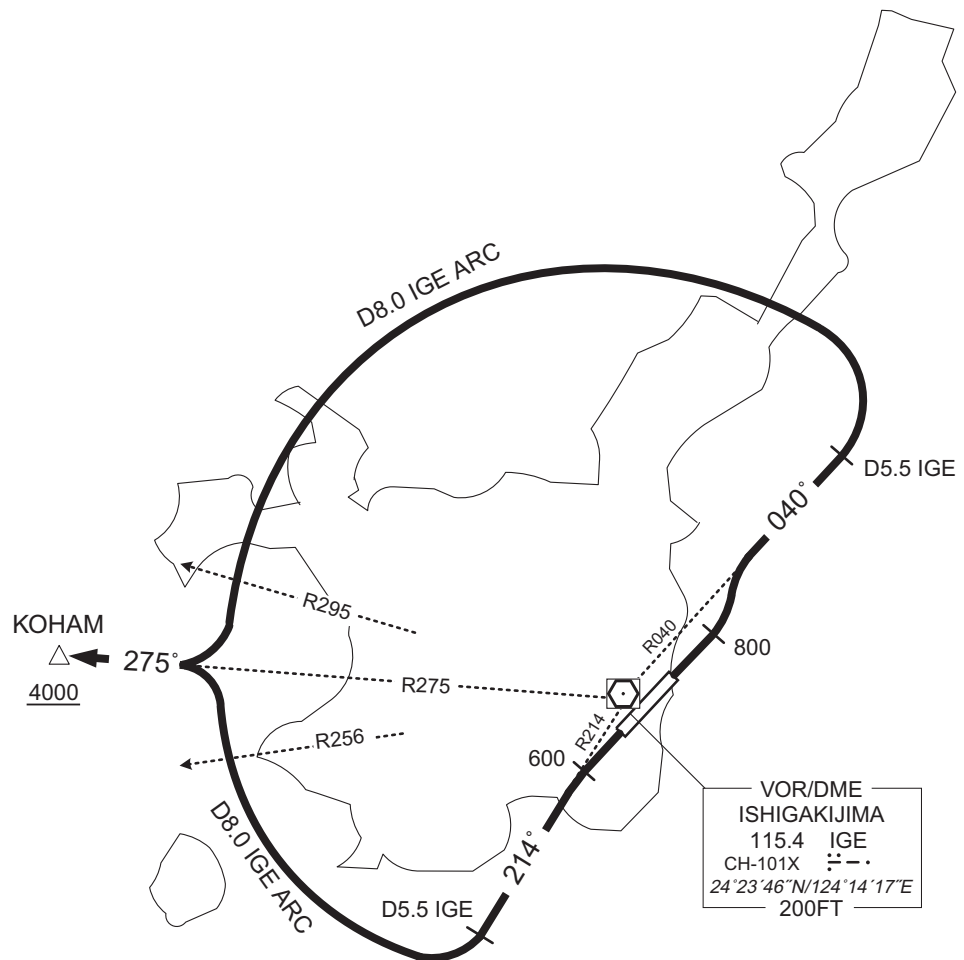 D8.0 IGE ARC
D5.5 IGE
040°
R295
KOHAM
4000
275°
R040
800
R275
R256
R214
600
214°
D8.0 IGE ARC
D5.5 IGE
VOR/DME
ISHIGAKIJIMA
115.4 IGE
CH-101X
24°23´46˝N/124°14´17˝E
200FT